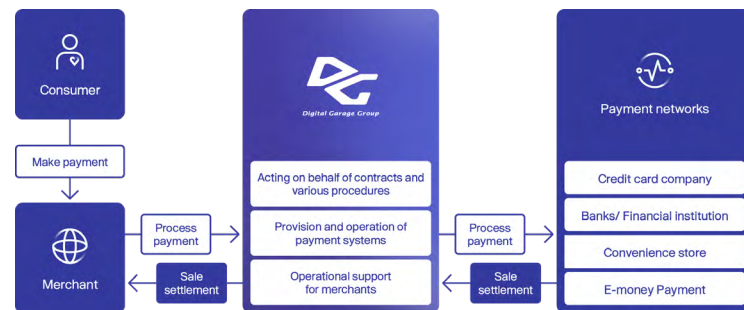 Consumer
Make payment
Merchant
Process
payment
Sale
settlement
DG
Digital Garage Group
Acting on behalf of contracts and
various procedures
Provision and operation of
payment systems
Operational support
for merchants
Process
payment
Sale
settlement
Payment networks
Credit card company
Banks/ Financial institution
Convenience store
E-money Payment